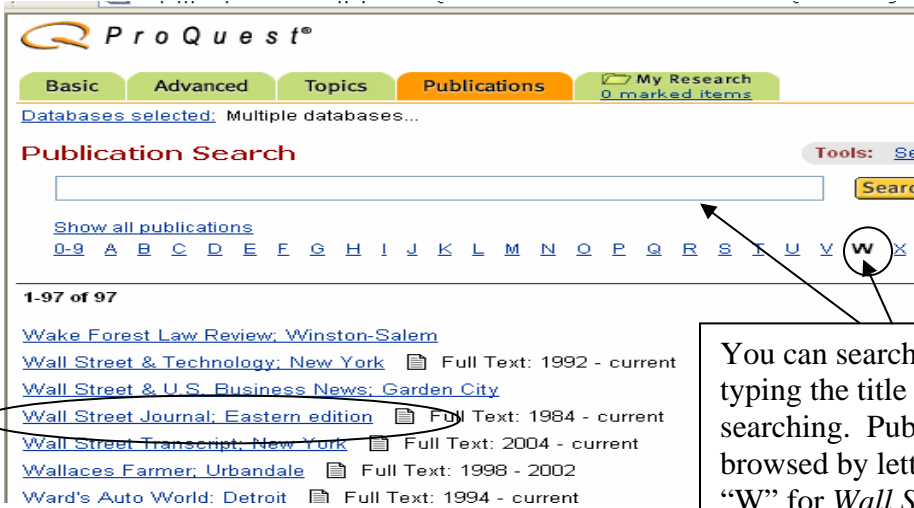 ProQuest®
Basic Advanced Topics Publications My Research
0 marked items
Databases selected: Multiple databases...
Publication Search Tools:
Show all publications
0-9 A B C D E F G H I J K L M N O P Q R S T U V W X
1-97 of 97
Wake Forest Law Review; Winston-Salem
Wall Street & Technology; New York Full Text: 1992 - current
Wall Street & U.S. Business News; Garden City
Wall Street Journal; Eastern edition Full Text: 1984 - current
Wall Street Transcript; New York Full Text: 2004 - current
Wallaces Farmer; Urbandale Full Text: 1998 - 2002
Ward's Auto World; Detroit Full Text: 1994 - current
You can search
typing the title
searching. Pub
browsed by lett
“W” for Wall S